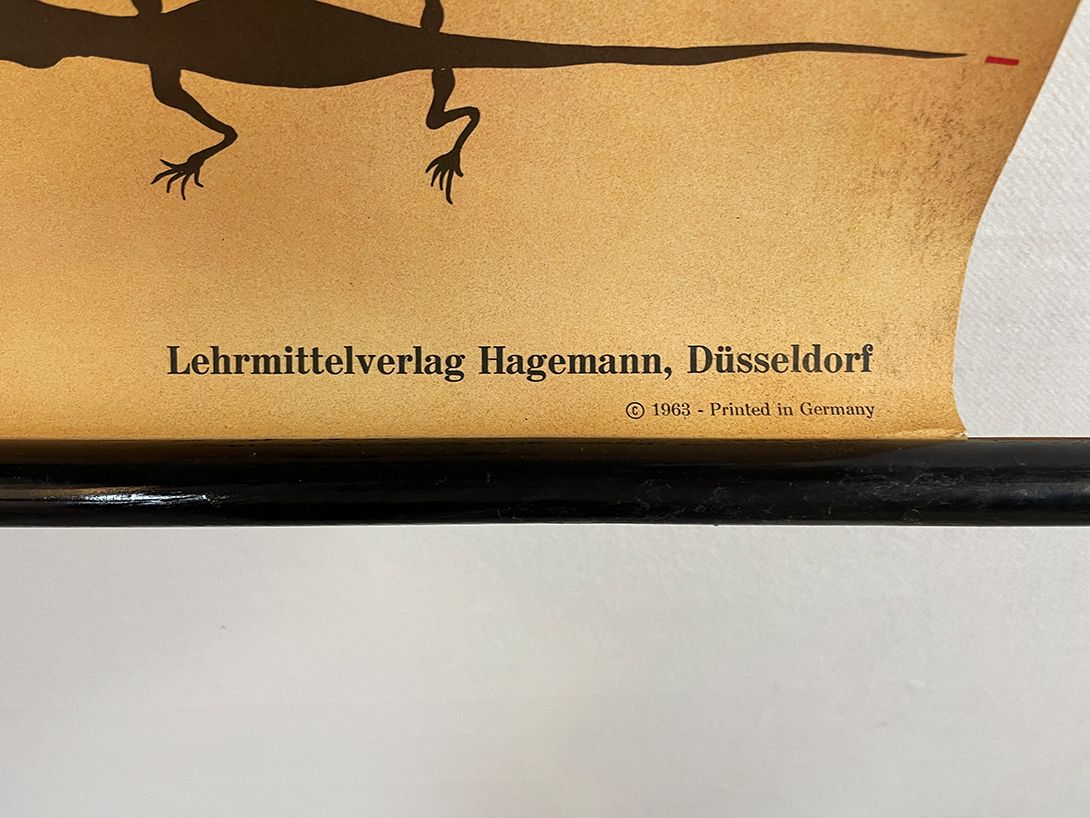 Lehrmittelverlag Hagemann, Düsseldorf
© 1963 - Printed in Germany